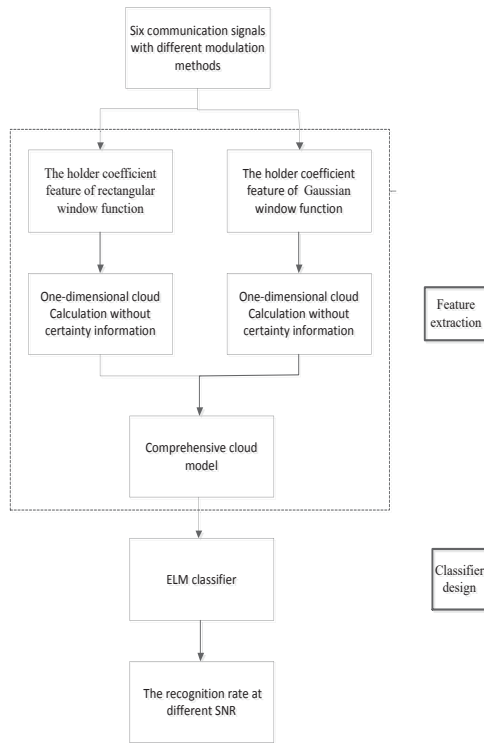 Six communication signals
with different modulation
methods
The holder coefficient
feature of rectangular
window function
The holder coefficient
feature of Gaussian
window function
One-dimensional cloud
Calculation without
certainty information
One-dimensional cloud
Calculation without
certainty information
Feature
extraction
Comprehensive cloud
model
ELM classifier
Classifier
design
The recognition rate at
different SNR